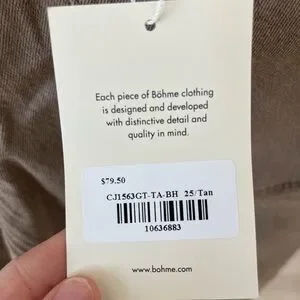 Each piece of Böhme clothing
is designed and developed
with distinctive detail and
quality in mind.
$79.50
CJ1563GT-TA-BH 25/Tan
10636883
www.bohme.com